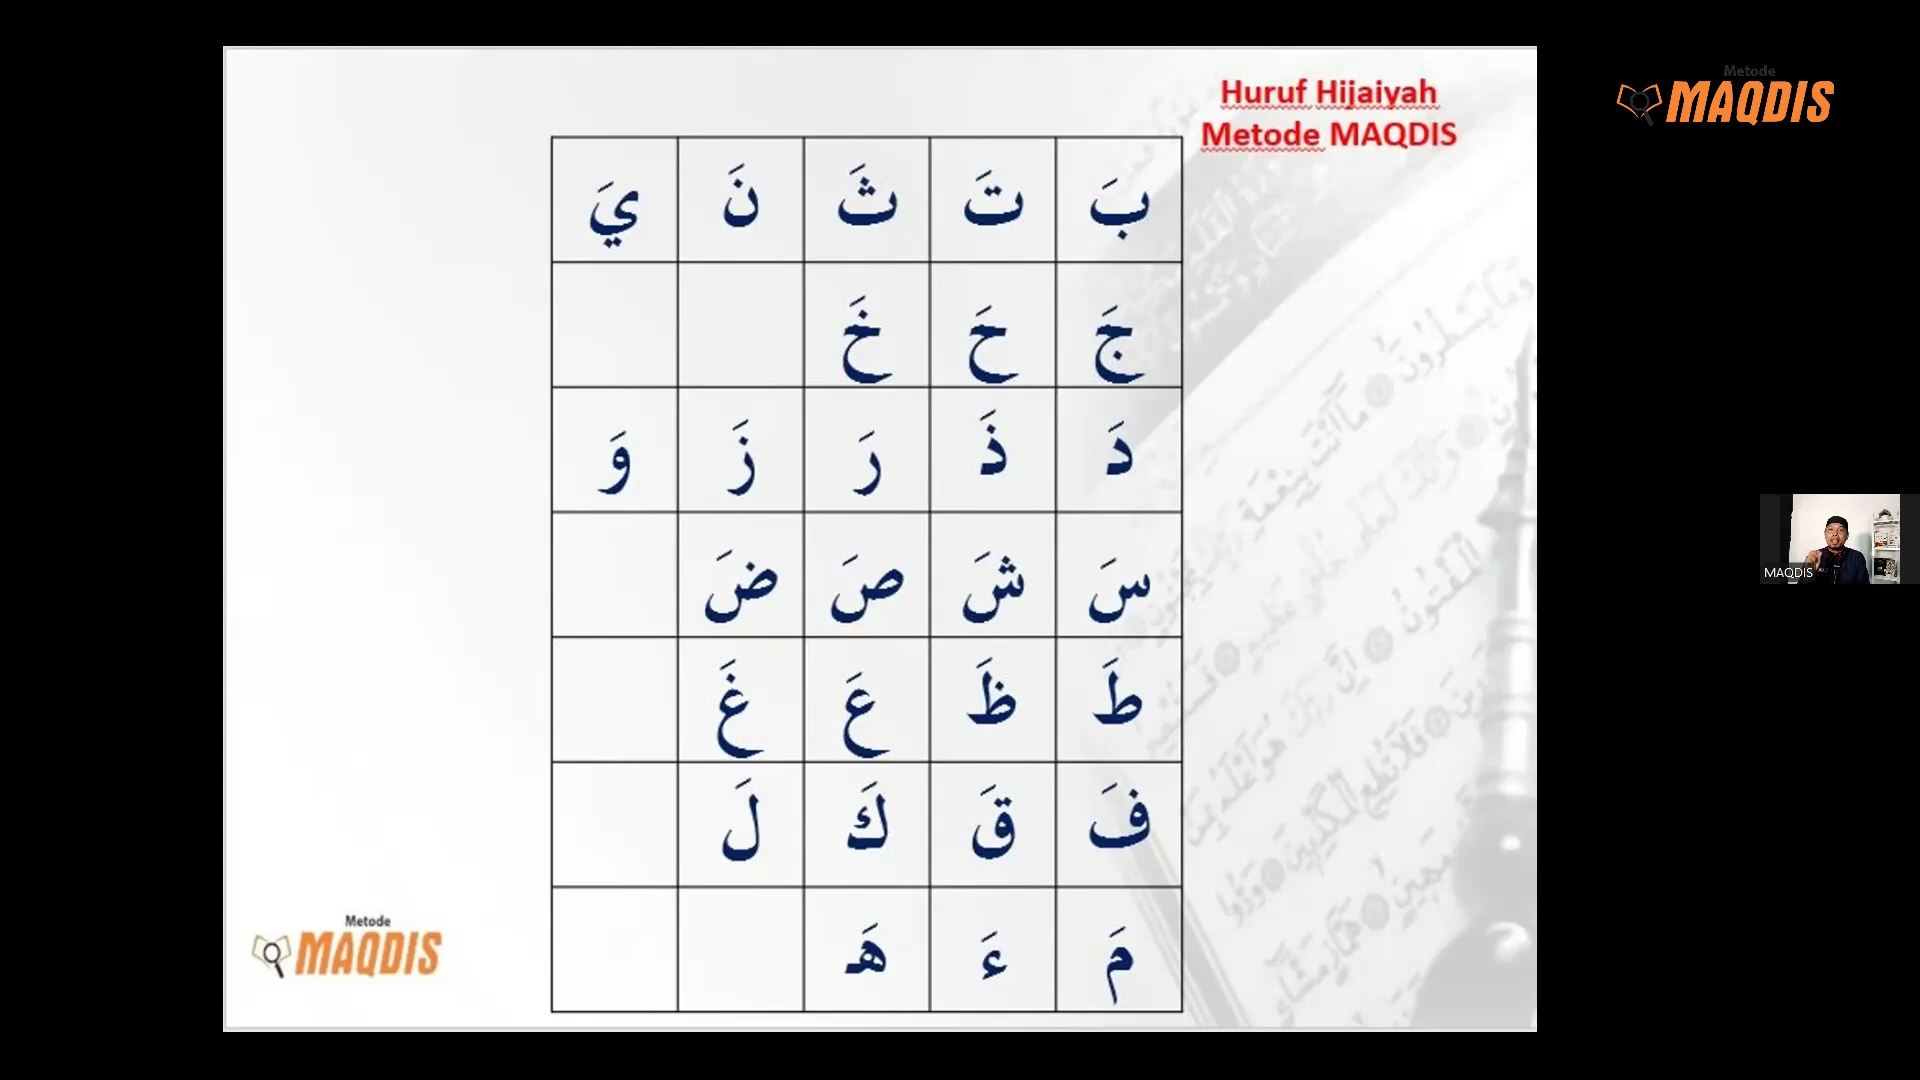 Huruf Hijaiyah
Metode MAQDIS
Metode
MAQDIS
بَ تَ ثَ نَ يَ
جَ حَ خَ
دَ ذَ رَ زَ وَ
سَ شَ صَ ضَ
طَ ظَ عَ غَ
فَ قَ كَ لَ
مَ ءَ هَـ
Metode
MAQDIS
MAQDIS